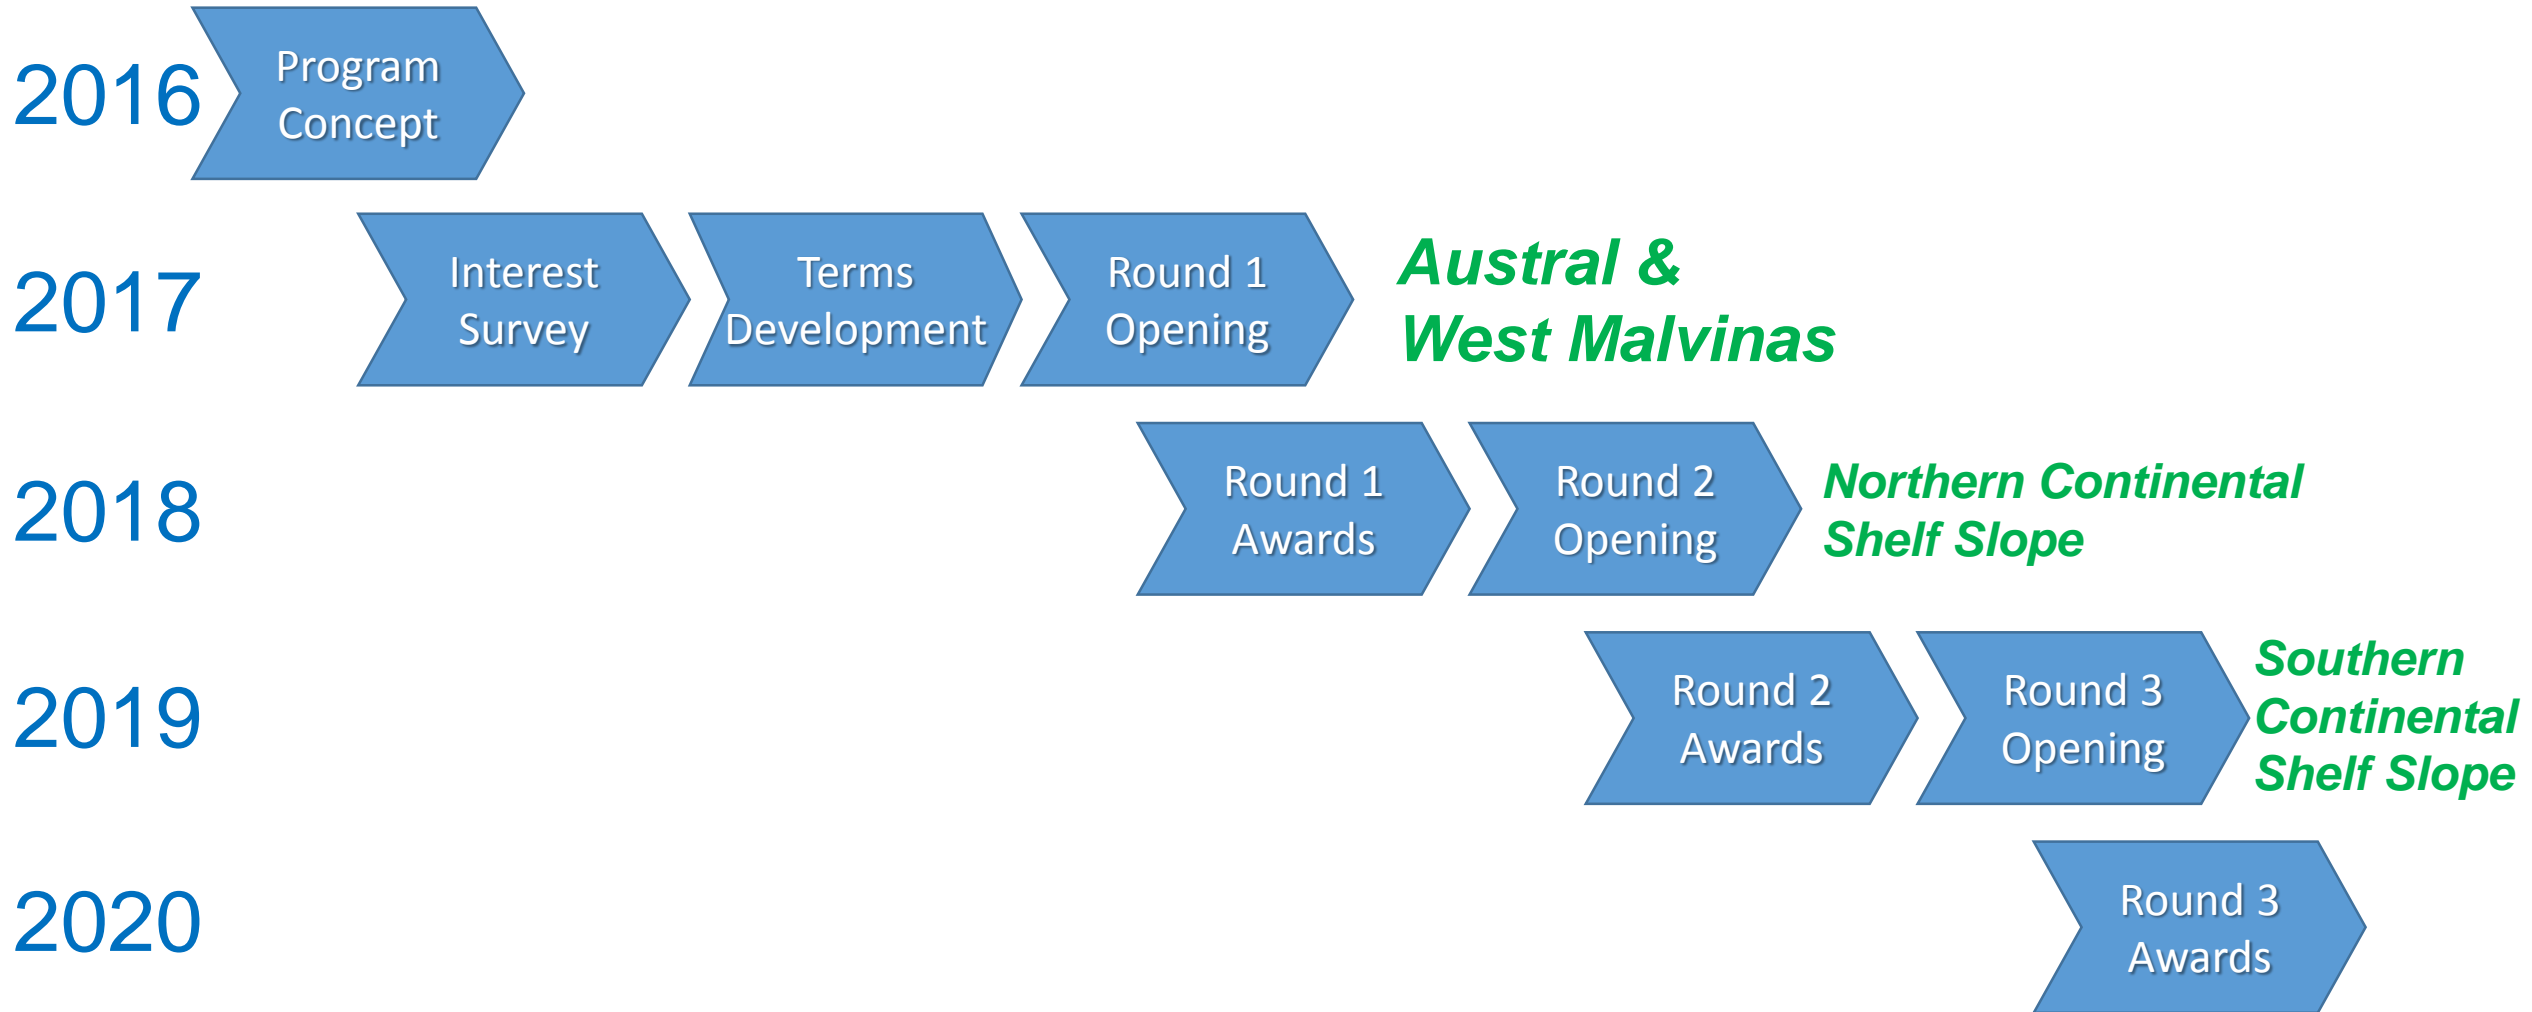 2016
Program
Concept
2017
Interest
Survey
Terms
Development
Round 1
Opening
Austral &
West Malvinas
2018
Round 1
Awards
Round 2
Opening
Northern Continental
Shelf Slope
2019
Round 2
Awards
Round 3
Opening
Southern
Continental
Shelf Slope
2020
Round 3
Awards